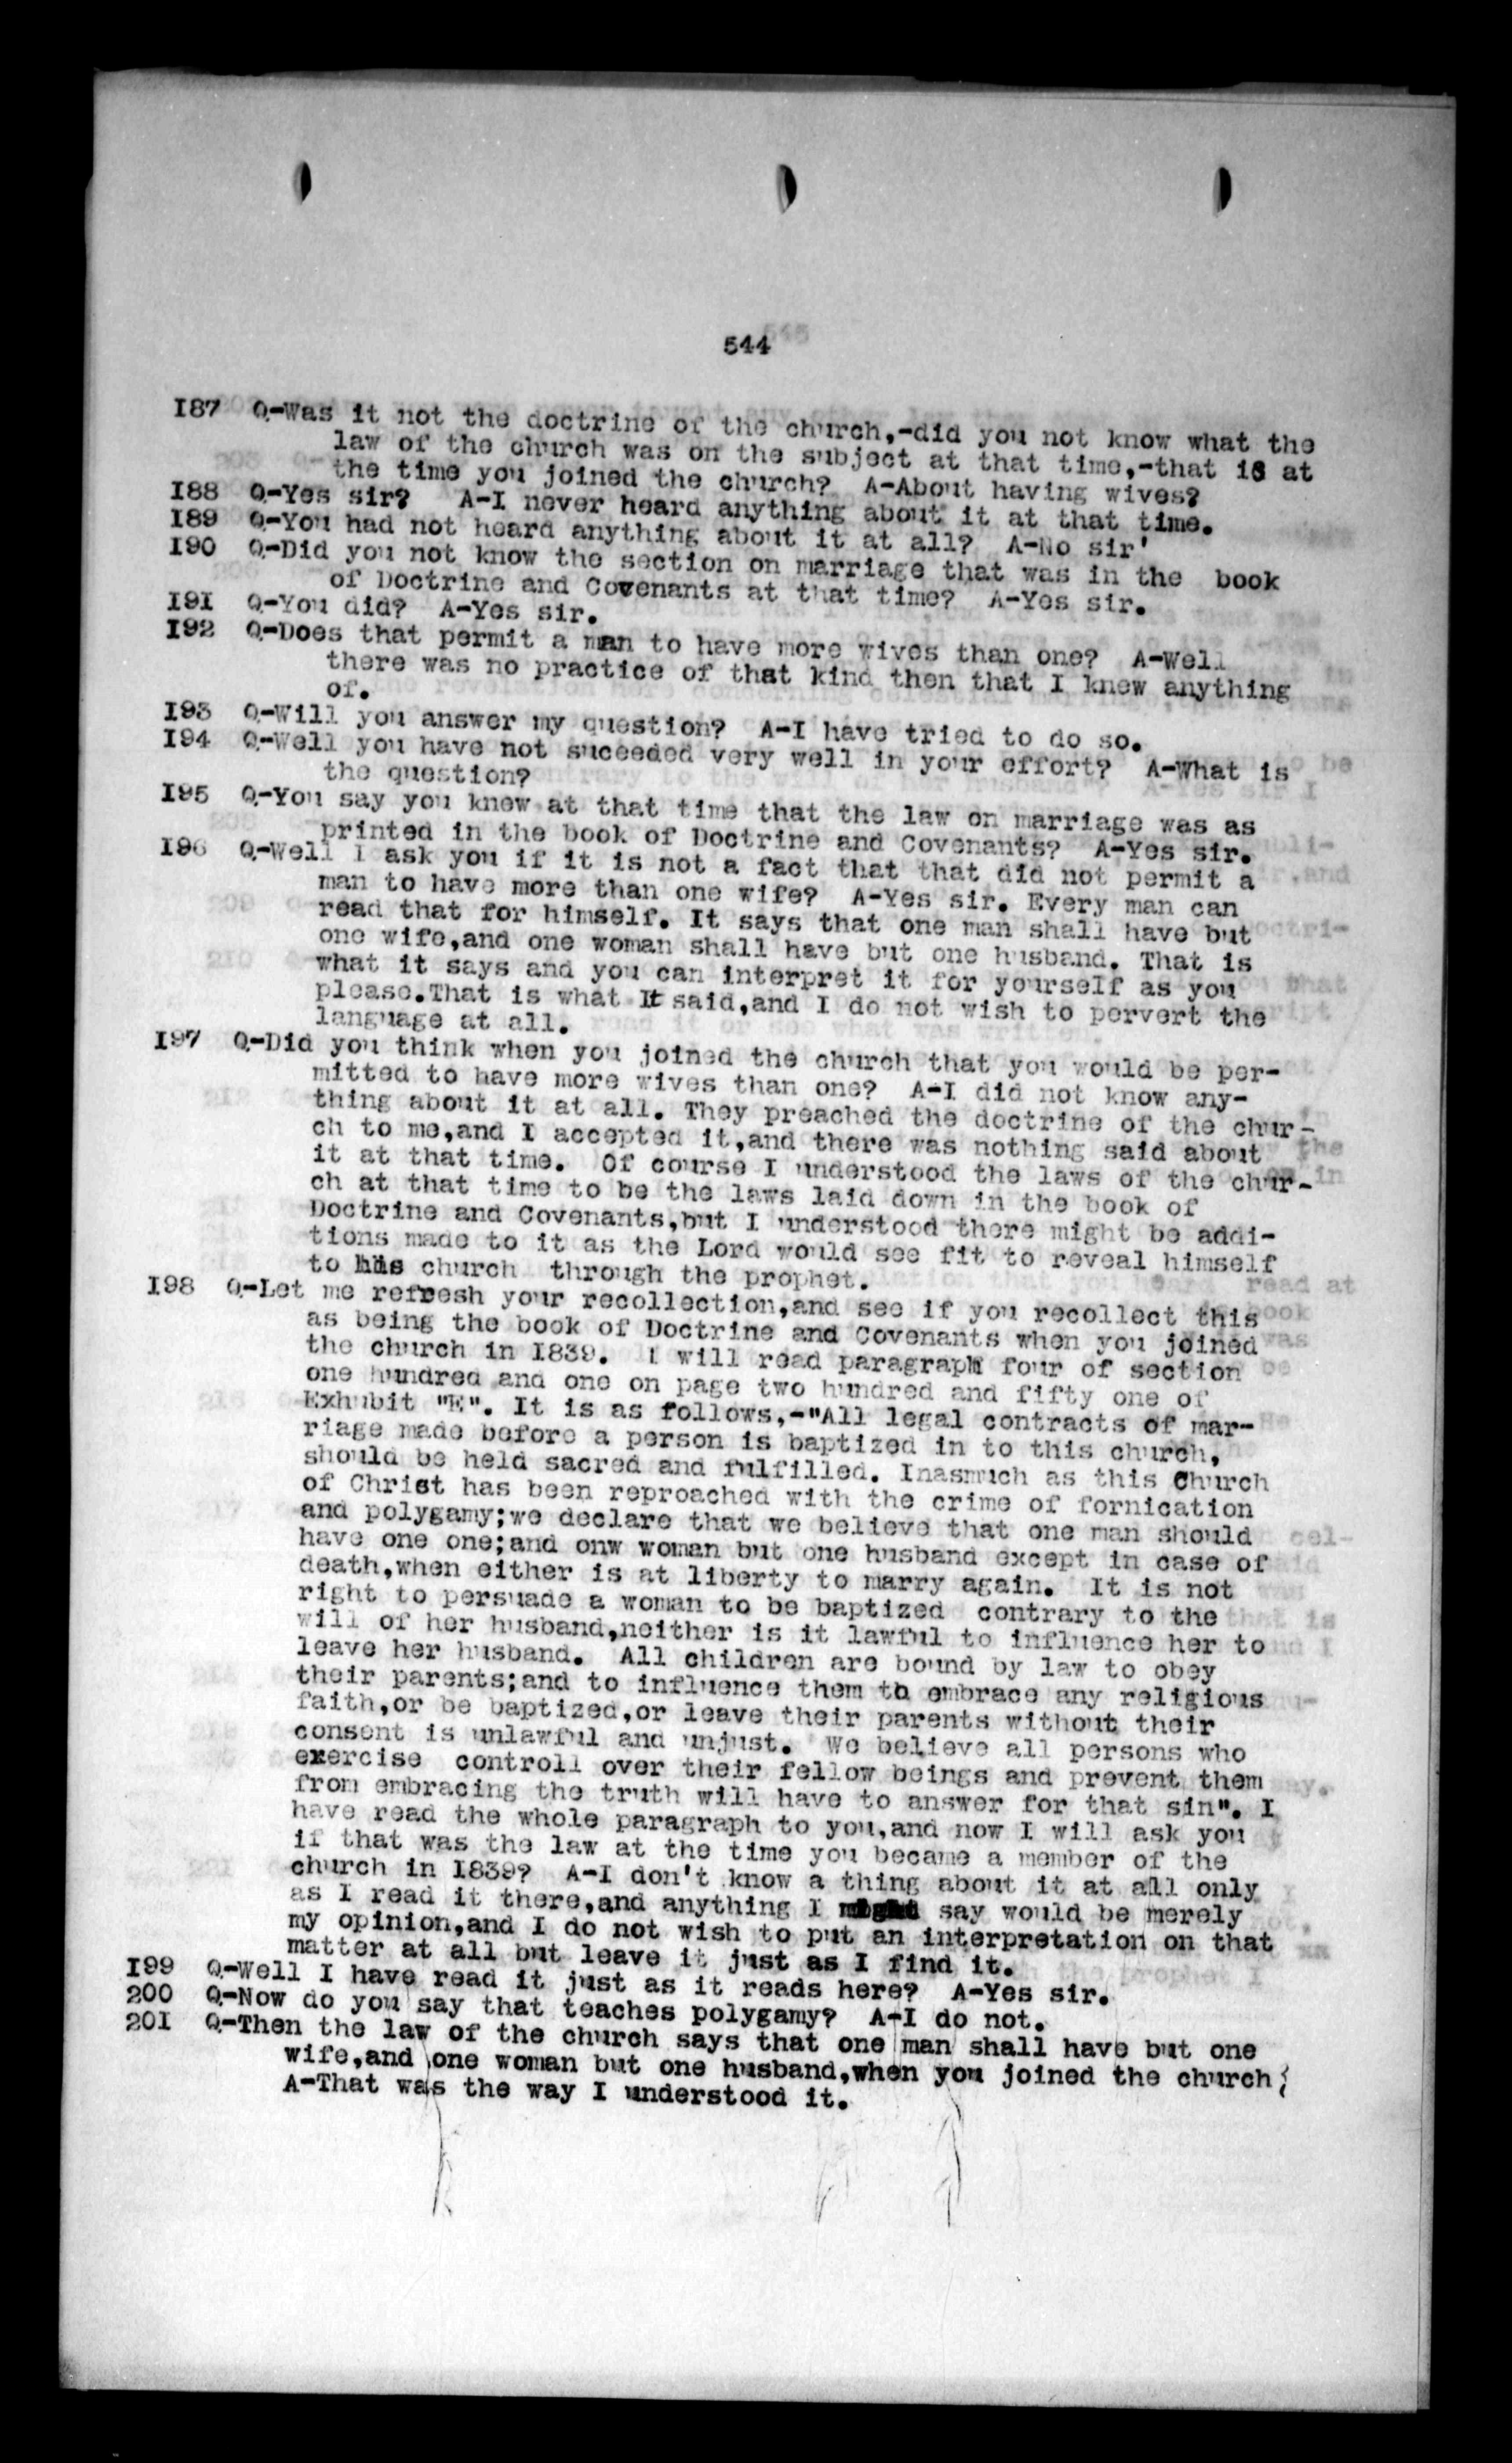 544
187 Q-Was it not the doctrine of the church,-did you not know what the
law of the church was on the subject at that time,-that is at
the time you joined the church? A-About having wives?
188 Q-Yes sir? A-I never heard anything about it at that time.
189 Q-You had not heard anything about it at all? A-No sir'
190 Q-Did you not know the section on marriage that was in the book
of Doctrine and Covenants at that time? A-Yes sir.
191 Q-You did? A-Yes sir.
192 Q-Does that permit a man to have more wives than one? A-Well
there was no practice of that kind then that I knew anything
of.
193 Q-Will you answer my question? A-I have tried to do so.
194 Q-Well you have not suceeded very well in your effort? A-What is
the question?
195 Q-You say you knew at that time that the law on marriage was as
printed in the book of Doctrine and Covenants? A-Yes sir.
196 Q-Well I ask you if it is not a fact that that did not permit a
man to have more than one wife? A-Yes sir. Every man can
read that for himself. It says that one man shall have but
one wife,and one woman shall have but one husband. That is
what it says and you can interpret it for yourself as you
please.That is what It said,and I do not wish to pervert the
language at all.
197 Q-Did you think when you joined the church that you would be per-
mitted to have more wives than one? A-I did not know any-
thing about it at all. They preached the doctrine of the chur-
ch to me,and I accepted it,and there was nothing said about
it at that time. Of course I understood the laws of the chur-
ch at that time to be the laws laid down in the book of
Doctrine and Covenants,but I understood there might be addi-
tions made to it as the Lord would see fit to reveal himself
to his church through the prophet.
198 Q-Let me refresh your recollection,and see if you recollect this
as being the book of Doctrine and Covenants when you joined
the church in 1839. I will read paragraph four of section
one hundred and one on page two hundred and fifty one of
Exhubit "E". It is as follows,-"All legal contracts of mar-
riage made before a person is baptized in to this church,
should be held sacred and fulfilled. Inasmuch as this Church
of Christ has been reproached with the crime of fornication
and polygamy;we declare that we believe that one man should
have one one;and onw woman but one husband except in case of
death,when either is at liberty to marry again. It is not
right to persuade a woman to be baptized contrary to the
will of her husband,neither is it lawful to influence her to
leave her husband. All children are bound by law to obey
their parents;and to influence them to embrace any religious
faith,or be baptized,or leave their parents without their
consent is unlawful and unjust. We believe all persons who
exercise controll over their fellow beings and prevent them
from embracing the truth will have to answer for that sin". I
have read the whole paragraph to you,and now I will ask you
if that was the law at the time you became a member of the
church in 1839? A-I don't know a thing about it at all only
as I read it there,and anything I might say would be merely
my opinion,and I do not wish to put an interpretation on that
matter at all but leave it just as I find it.
199 Q-Well I have read it just as it reads here? A-Yes sir.
200 Q-Now do you say that teaches polygamy? A-I do not.
201 Q-Then the law of the church says that one man shall have but one
wife,and one woman but one husband,when you joined the church?
A-That was the way I understood it.